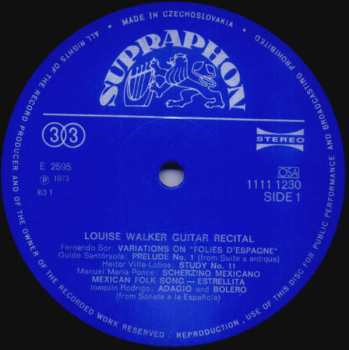 MADE IN CZECHOSLOVAKIA
ALL RIGHTS OF THE RECORD PRODUCER AND OF THE OWNER OF THE RECORDED WORK RESERVED / REPRODUCTION, USE OF THIS DISC FOR PUBLIC PERFORMANCE AND BROADCASTING PROHIBITED
SUPRAPHON
33
STEREO
E 2595
OSA
℗ 1973
1111 1230
63 1
SIDE 1
LOUISE WALKER GUITAR RECITAL
Fernando Sor: VARIATIONS ON "FOLIES D'ESPAGNE"
Guido Santórsola: PRELUDE No. 1 (from Suite a antiqua)
Heitor Villa-Lobos: STUDY No. 11
Manuel Maria Ponce: SCHERZINO MEXICANO
MEXICAN FOLK SONG — ESTRELLITA
Joaquin Rodrigo: ADAGIO and BOLERO
(from Sonata a la Española)